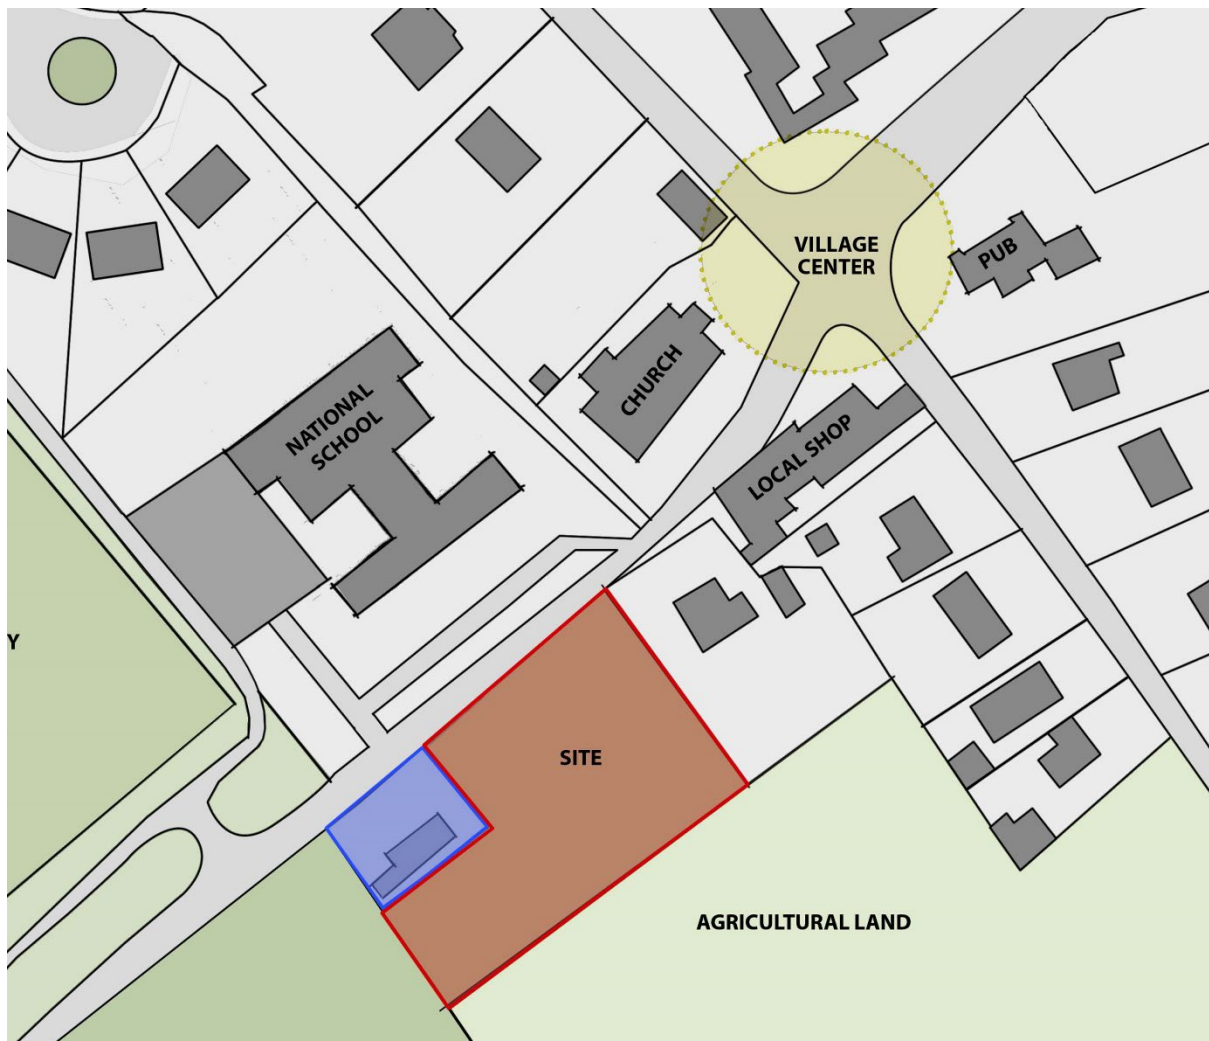 VILLAGE
CENTER
PUB
CHURCH
NATIONAL
SCHOOL
LOCAL SHOP
Y
SITE
AGRICULTURAL LAND